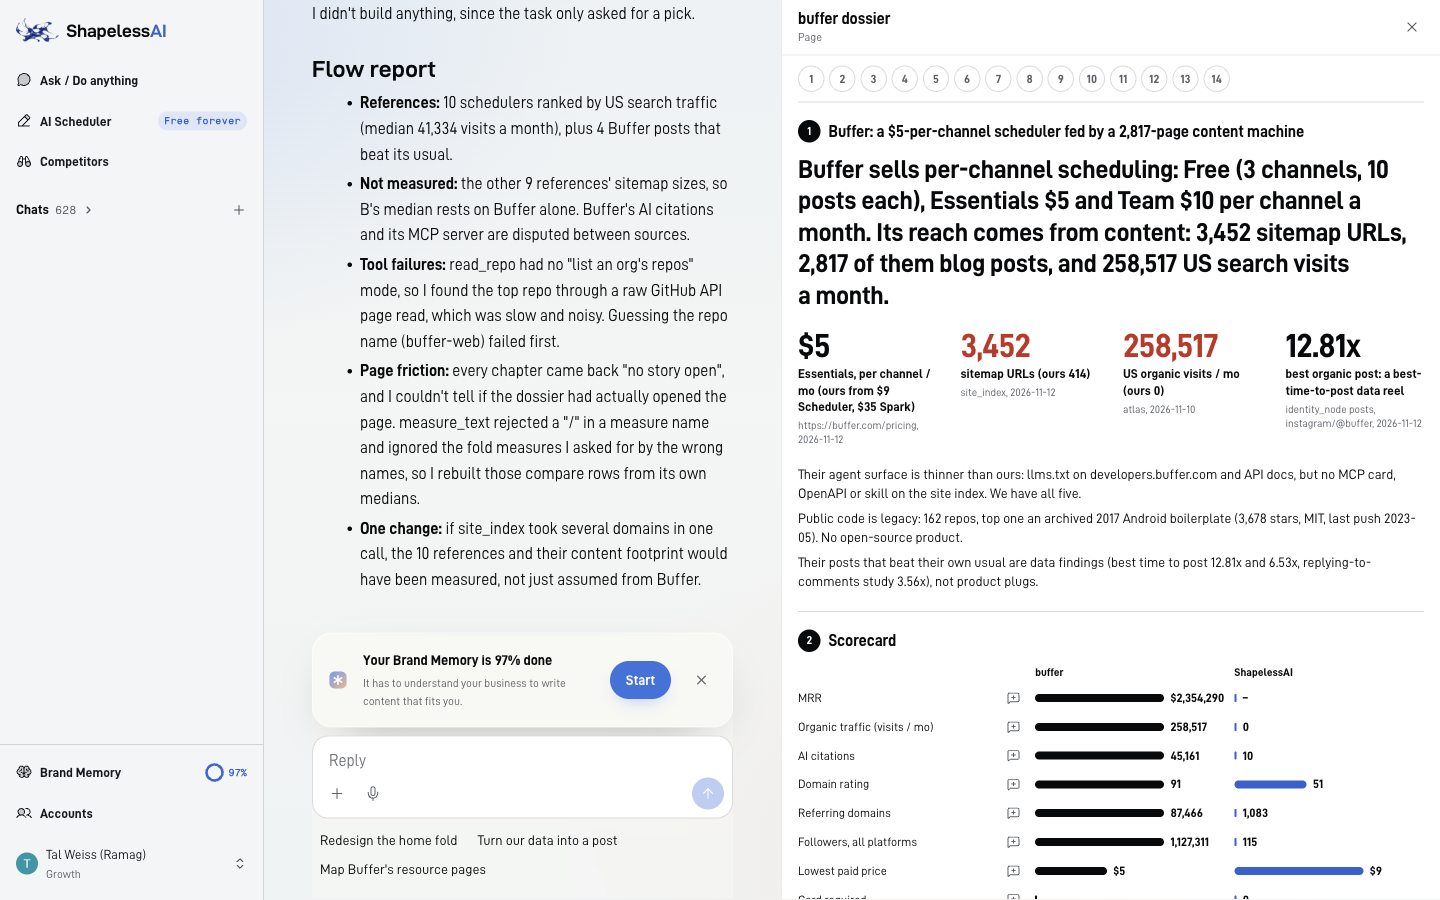 ShapelessAI
Ask / Do anything
AI Scheduler
Free forever
Competitors
Chats 628
Brand Memory
97%
Accounts
T
Tal Weiss (Ramag)
Growth
I didn't build anything, since the task only asked for a pick.
Flow report
• References: 10 schedulers ranked by US search traffic
(median 41,334 visits a month), plus 4 Buffer posts that
beat its usual.
• Not measured: the other 9 references' sitemap sizes, so
B's median rests on Buffer alone. Buffer's AI citations
and its MCP server are disputed between sources.
• Tool failures: read_repo had no "list an org's repos"
mode, so I found the top repo through a raw GitHub API
page read, which was slow and noisy. Guessing the repo
name (buffer-web) failed first.
• Page friction: every chapter came back "no story open",
and I couldn't tell if the dossier had actually opened the
page. measure_text rejected a "/" in a measure name
and ignored the fold measures I asked for by the wrong
names, so I rebuilt those compare rows from its own
medians.
• One change: if site_index took several domains in one
call, the 10 references and their content footprint would
have been measured, not just assumed from Buffer.
Your Brand Memory is 97% done
It has to understand your business to write
content that fits you.
Start
Reply
Redesign the home fold
Turn our data into a post
Map Buffer's resource pages
buffer dossier
Page
1 2 3 4 5 6 7 8 9 10 11 12 13 14
1 Buffer: a $5-per-channel scheduler fed by a 2,817-page content machine
Buffer sells per-channel scheduling: Free (3 channels, 10
posts each), Essentials $5 and Team $10 per channel a
month. Its reach comes from content: 3,452 sitemap URLs,
2,817 of them blog posts, and 258,517 US search visits
a month.
$5
Essentials, per channel /
mo (ours from $9
Scheduler, $35 Spark)
https://buffer.com/pricing,
2026-11-12
3,452
sitemap URLs (ours 414)
site_index, 2026-11-12
258,517
US organic visits / mo
(ours 0)
atlas, 2026-11-10
12.81x
best organic post: a best-
time-to-post data reel
identity_node posts,
instagram/@buffer, 2026-11-12
Their agent surface is thinner than ours: llms.txt on developers.buffer.com and API docs, but no MCP card,
OpenAPI or skill on the site index. We have all five.
Public code is legacy: 162 repos, top one an archived 2017 Android boilerplate (3,678 stars, MIT, last push 2023-
05). No open-source product.
Their posts that beat their own usual are data findings (best time to post 12.81x and 6.53x, replying-to-
comments study 3.56x), not product plugs.
2 Scorecard
buffer ShapelessAI
MRR $2,354,290 –
Organic traffic (visits / mo) 258,517 0
AI citations 45,161 10
Domain rating 91 51
Referring domains 87,466 1,083
Followers, all platforms 1,127,311 115
Lowest paid price $5 $9